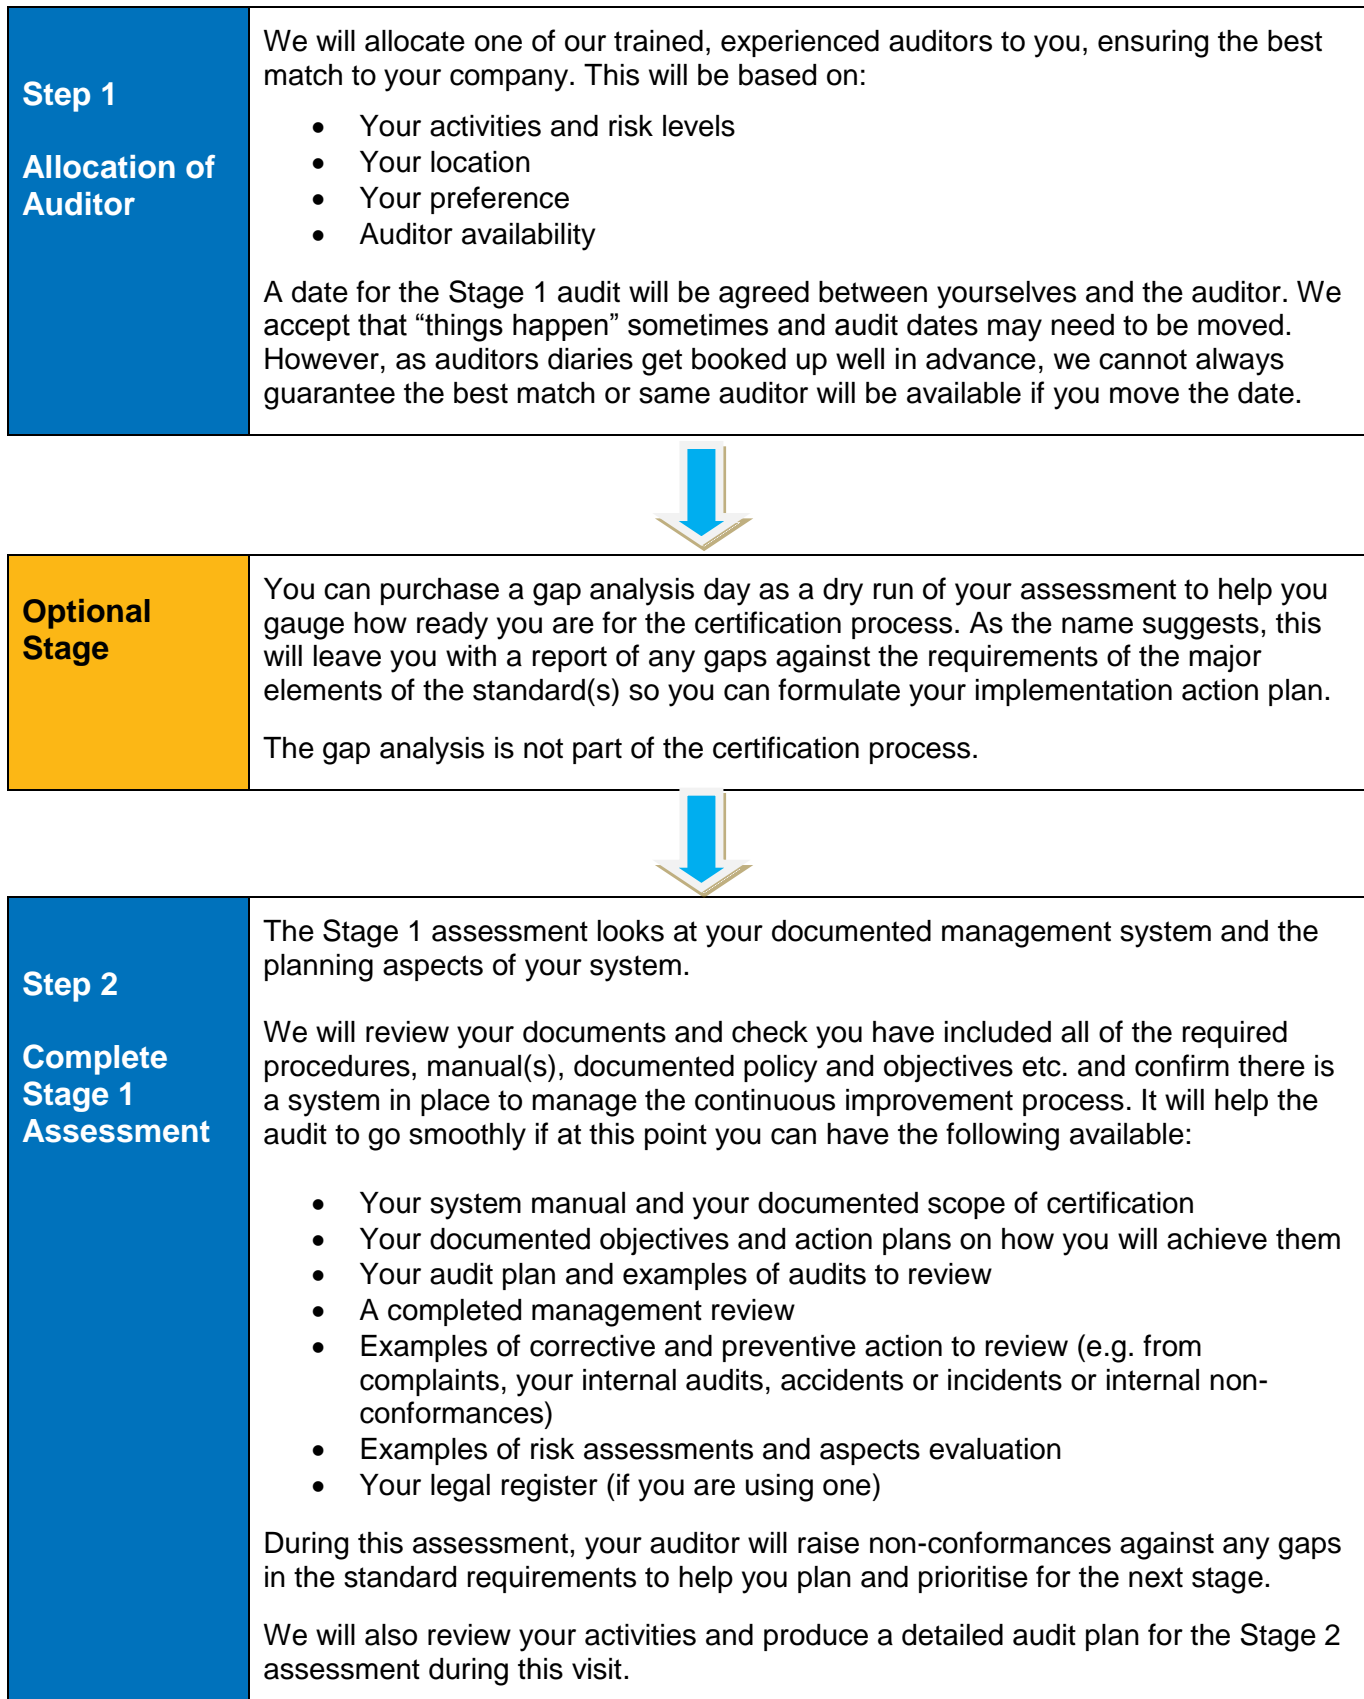 Step 1
Allocation of
Auditor
We will allocate one of our trained, experienced auditors to you, ensuring the best
match to your company. This will be based on:
• Your activities and risk levels
• Your location
• Your preference
• Auditor availability
A date for the Stage 1 audit will be agreed between yourselves and the auditor. We
accept that “things happen” sometimes and audit dates may need to be moved.
However, as auditors diaries get booked up well in advance, we cannot always
guarantee the best match or same auditor will be available if you move the date.
Optional
Stage
You can purchase a gap analysis day as a dry run of your assessment to help you
gauge how ready you are for the certification process. As the name suggests, this
will leave you with a report of any gaps against the requirements of the major
elements of the standard(s) so you can formulate your implementation action plan.
The gap analysis is not part of the certification process.
Step 2
Complete
Stage 1
Assessment
The Stage 1 assessment looks at your documented management system and the
planning aspects of your system.
We will review your documents and check you have included all of the required
procedures, manual(s), documented policy and objectives etc. and confirm there is
a system in place to manage the continuous improvement process. It will help the
audit to go smoothly if at this point you can have the following available:
• Your system manual and your documented scope of certification
• Your documented objectives and action plans on how you will achieve them
• Your audit plan and examples of audits to review
• A completed management review
• Examples of corrective and preventive action to review (e.g. from
complaints, your internal audits, accidents or incidents or internal non-
conformances)
• Examples of risk assessments and aspects evaluation
• Your legal register (if you are using one)
During this assessment, your auditor will raise non-conformances against any gaps
in the standard requirements to help you plan and prioritise for the next stage.
We will also review your activities and produce a detailed audit plan for the Stage 2
assessment during this visit.